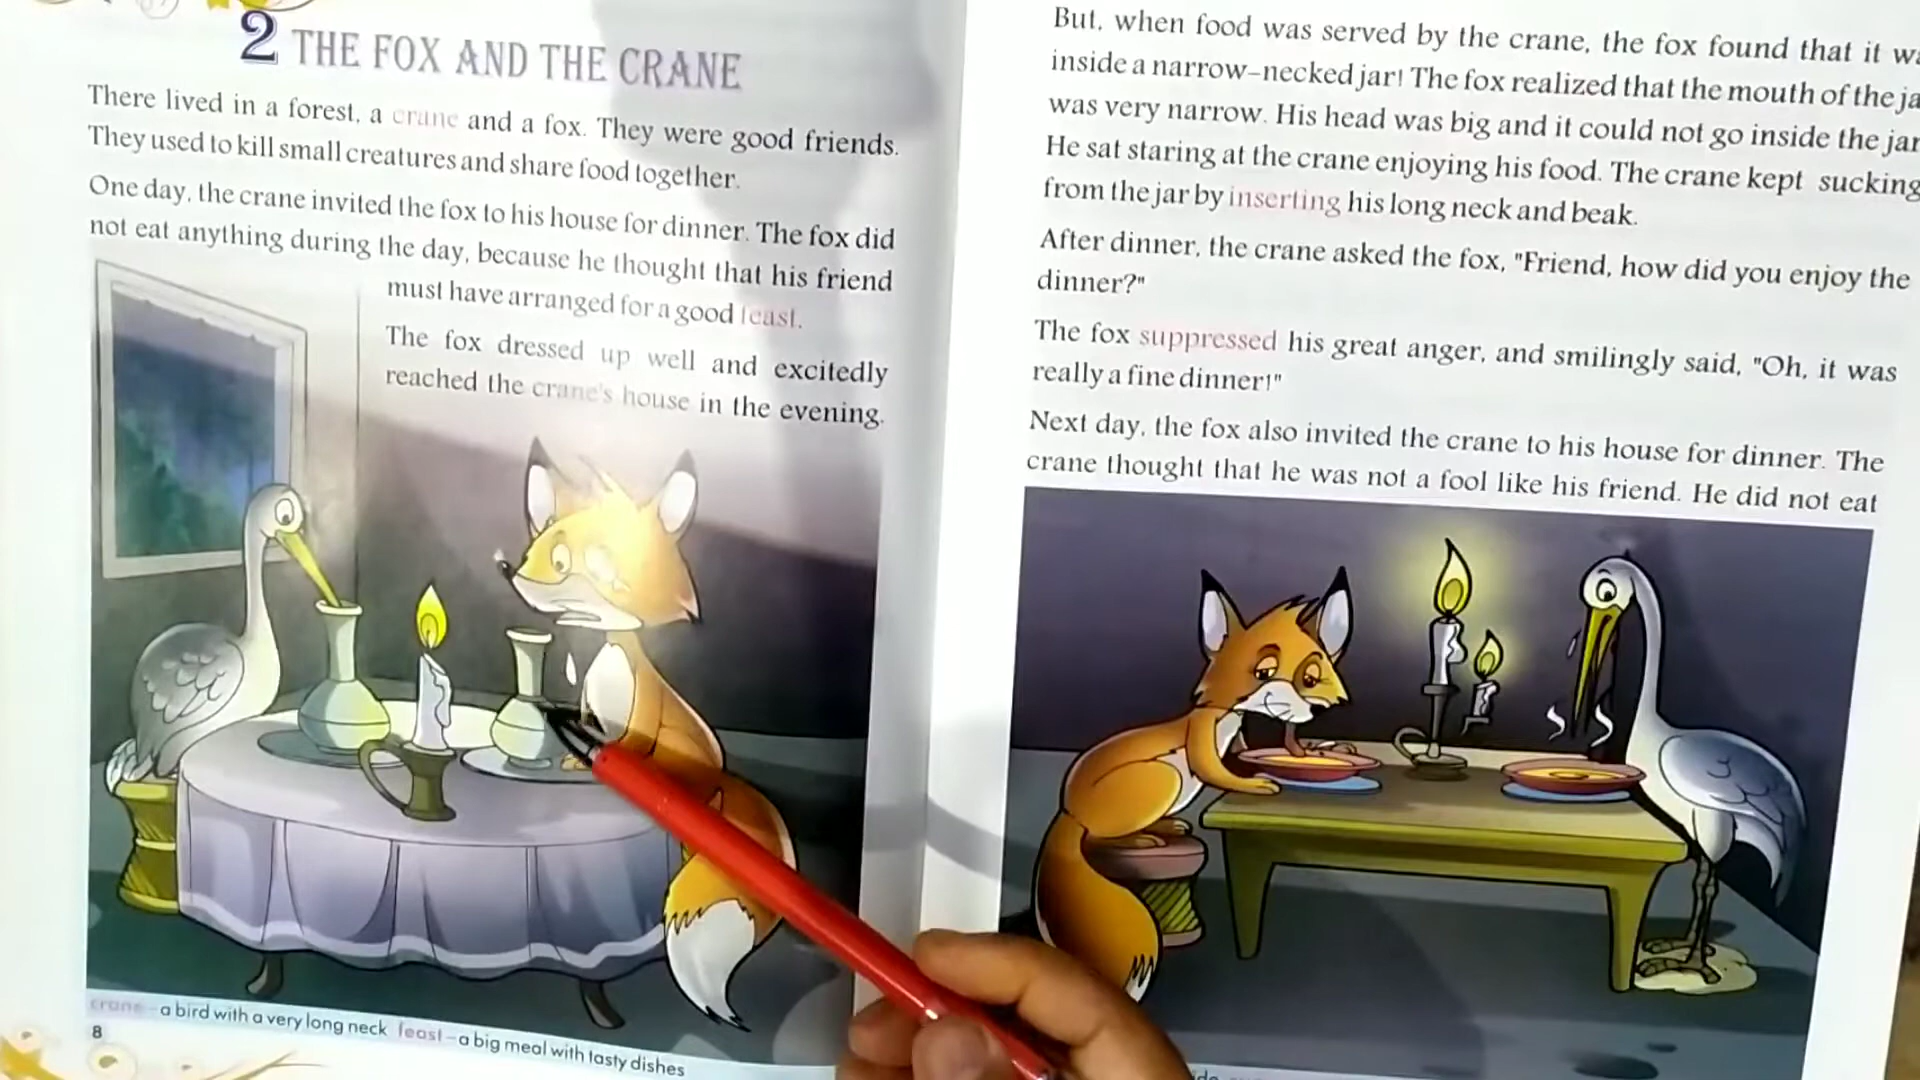 2 THE FOX AND THE CRANE
There lived in a forest, a crane and a fox. They were good friends.
They used to kill small creatures and share food together.
One day, the crane invited the fox to his house for dinner. The fox did
not eat anything during the day, because he thought that his friend
must have arranged for a good feast.
The fox dressed up well and excitedly
reached the crane's house in the evening.
crane – a bird with a very long neck feast – a big meal with tasty dishes
8
But, when food was served by the crane, the fox found that it
inside a narrow-necked jar! The fox realized that the mouth of the
was very narrow. His head was big and it could not go inside the jar
He sat staring at the crane enjoying his food. The crane kept sucking
from the jar by inserting his long neck and beak.
After dinner, the crane asked the fox, "Friend, how did you enjoy the
dinner?"
The fox suppressed his great anger, and smilingly said, "Oh, it was
really a fine dinner!"
Next day, the fox also invited the crane to his house for dinner. The
crane thought that he was not a fool like his friend. He did not eat